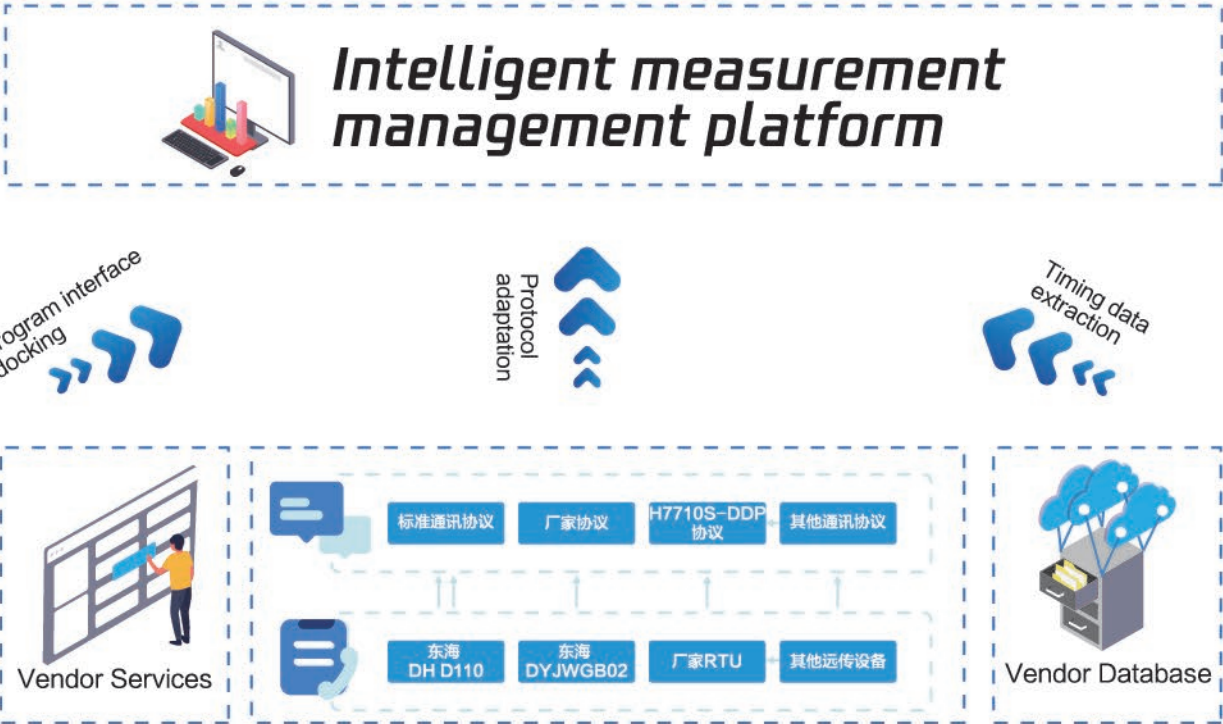 Intelligent measurement
management platform
rogram interface
docking
Protocol
adaptation
Timing data
extraction
标准通讯协议
厂家协议
H7710S-DDP
协议
其他通讯协议
东海
DH D110
东海
DYJWGB02
厂家RTU
其他远传设备
Vendor Services
Vendor Database